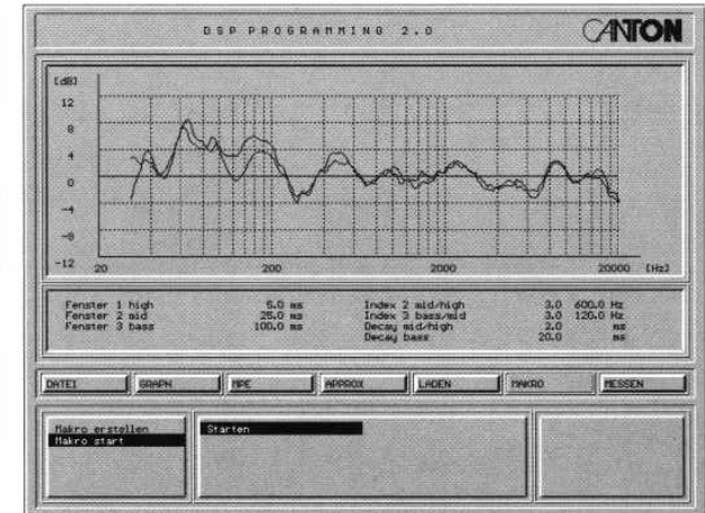 DSP PROGRAMMING 2.0
CANTON
[dB]
12
8
4
0
-4
-8
-12
20 200 2000 20000 [Hz]
Fenster 1 high 5.0 ms Index 2 mid/high 3.0 600.0 Hz
Fenster 2 mid 25.0 ms Index 3 bass/mid 3.0 120.0 Hz
Fenster 3 bass 100.0 ms Decay mid/high 2.0 ms
Decay bass 20.0 ms
DATEI GRAPH MPE APPROX LADEN MAKRO MESSEN
Makro erstellen Starten
Makro start